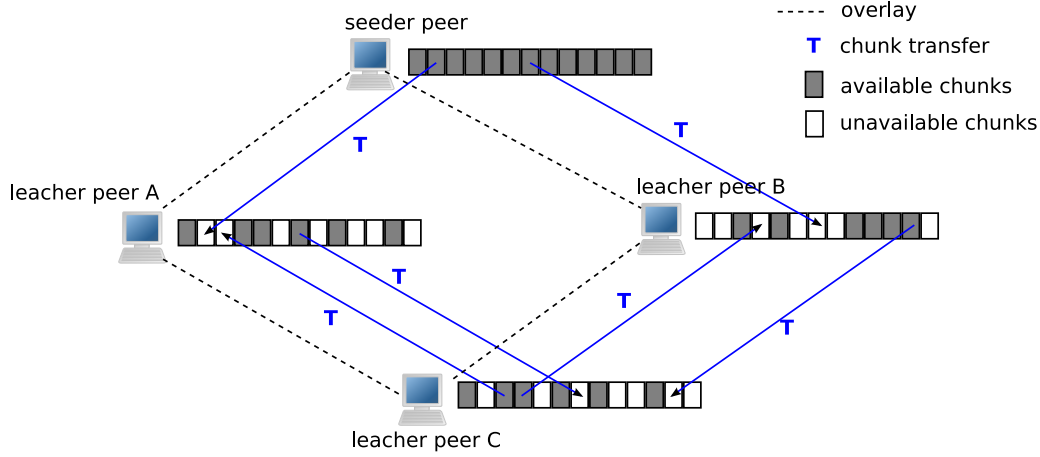 seeder peer
overlay
T chunk transfer
available chunks
unavailable chunks
T
T
leacher peer A
leacher peer B
T
T
T
T
leacher peer C